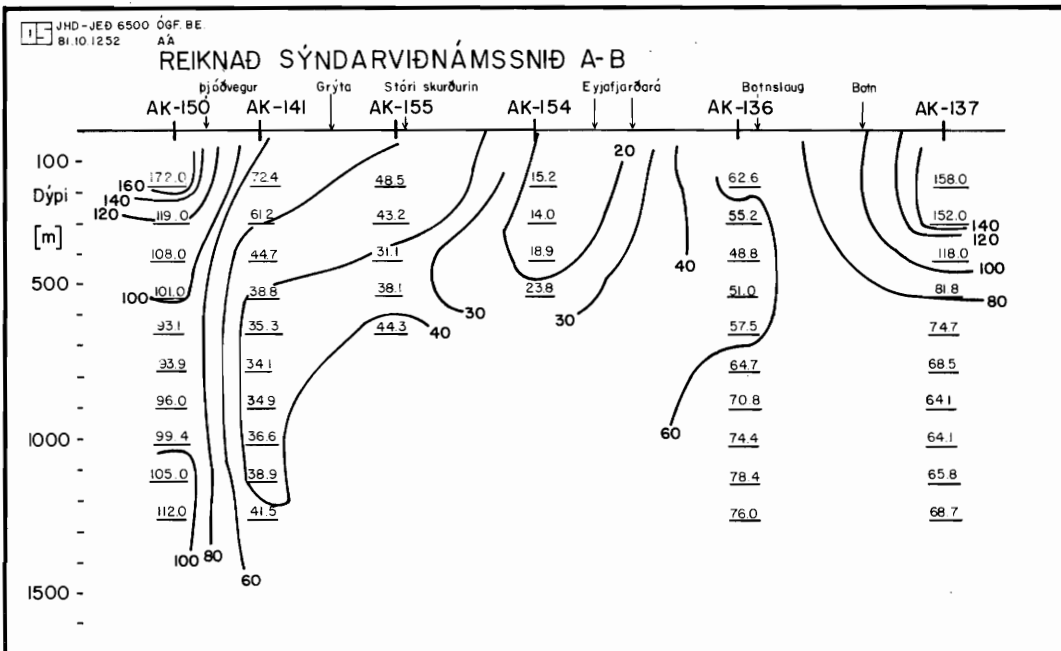 JHD-JEÐ 6500 ÓGF. BE.
81.10.1252 AÁ
REIKNAÐ SÝNDARVIÐNÁMSSNIÐ A-B
þjóðvegur Grýta Stóri skurðurin Eyjafjarðará Botnslaug Botn
AK-150 AK-141 AK-155 AK-154 AK-136 AK-137
20
100
172.0 72.4 48.5 15.2 62.6 158.0
160
Dýpi
140
119.0 61.2 43.2 14.0 55.2 152.0
120 140
[m] 120
108.0 44.7 31.1 18.9 48.8 118.0
40 100
500
101.0 38.8 38.1 23.8 51.0 81.8
100 80
30 30
93.1 35.3 44.3 57.5 74.7
40
93.9 34.1 64.7 68.5
96.0 34.9 70.8 64.1
60
1000
99.4 36.6 74.4 64.1
105.0 38.9 78.4 65.8
112.0 41.5 76.0 68.7
100 80
60
1500